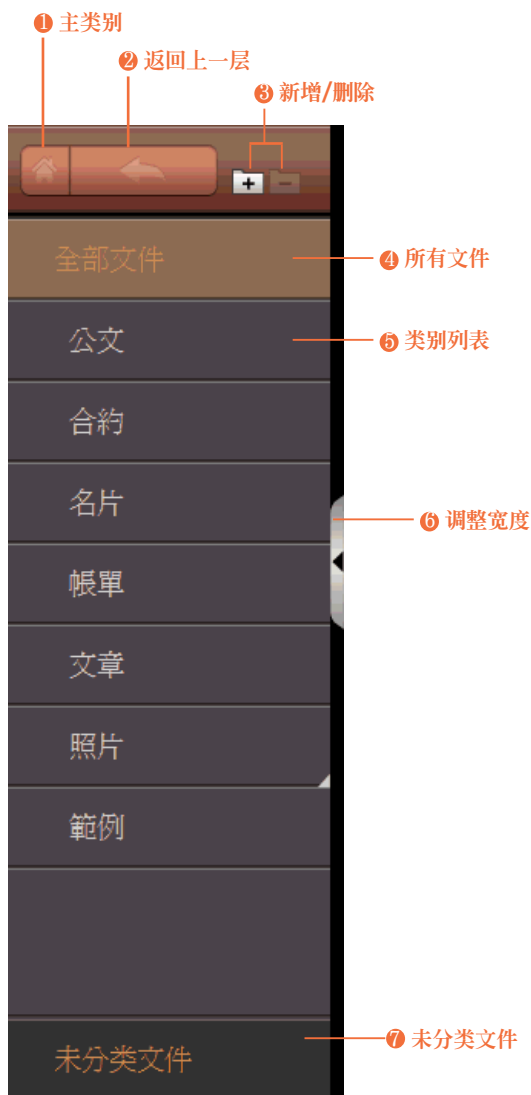 ❶ 主类别
❷ 返回上一层
❸ 新增/删除
全部文件
❹ 所有文件
公文
❺ 类别列表
合約
名片
❻ 调整宽度
帳單
文章
照片
範例
未分类文件
❼ 未分类文件